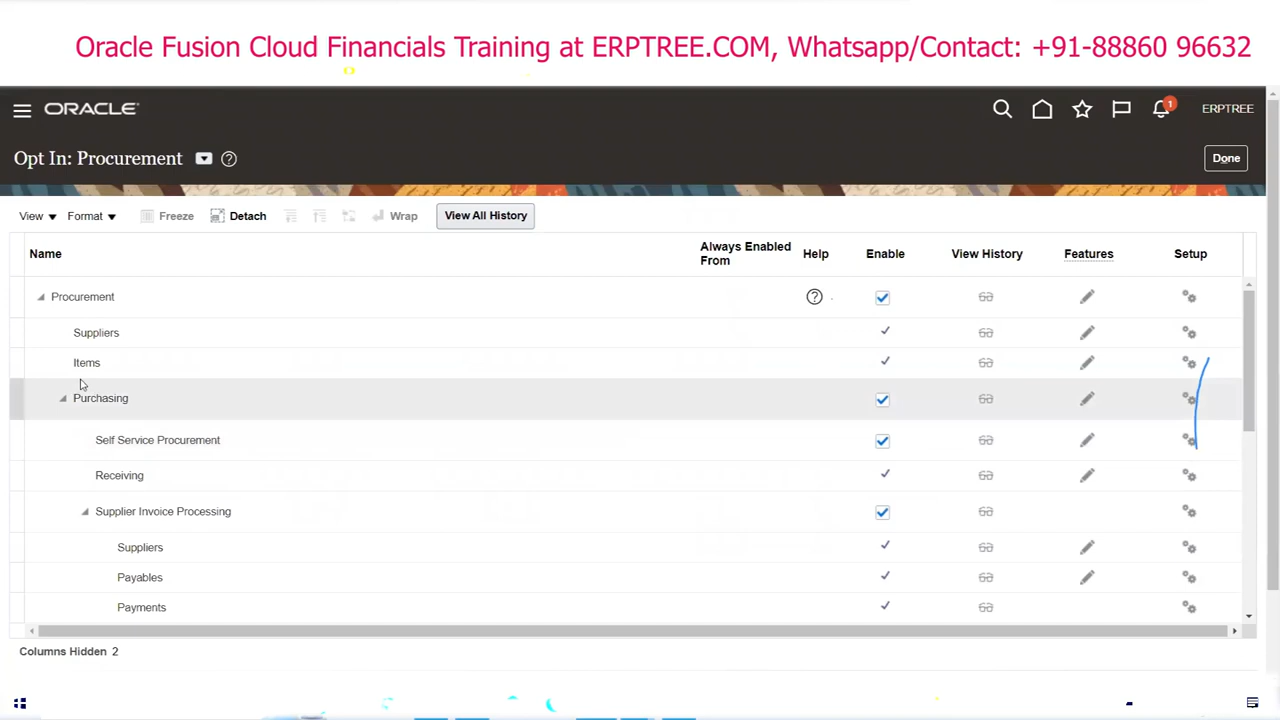 Oracle Fusion Cloud Financials Training at ERPTREE.COM, Whatsapp/Contact: +91-88860 96632
ORACLE
1
ERPTREE
Opt In: Procurement
Done
View Format Freeze Detach Wrap View All History
Name Always Enabled From Help Enable View History Features Setup
Procurement
Suppliers
Items
Purchasing
Self Service Procurement
Receiving
Supplier Invoice Processing
Suppliers
Payables
Payments
Columns Hidden 2